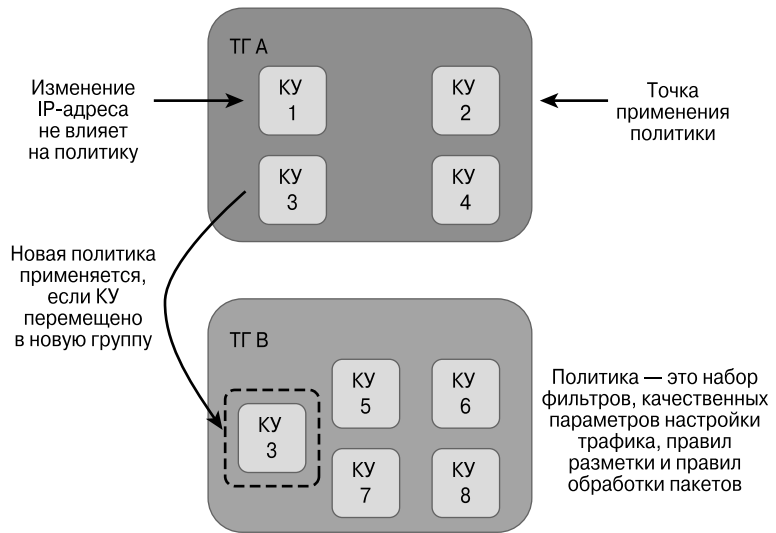 ТГ А
КУ
1
КУ
2
КУ
3
КУ
4
Изменение
IP-адреса
не влияет
на политику
Точка
применения
политики
Новая политика
применяется,
если КУ
перемещено
в новую группу
ТГ В
КУ
3
КУ
5
КУ
6
КУ
7
КУ
8
Политика — это набор
фильтров, качественных
параметров настройки
трафика, правил
разметки и правил
обработки пакетов